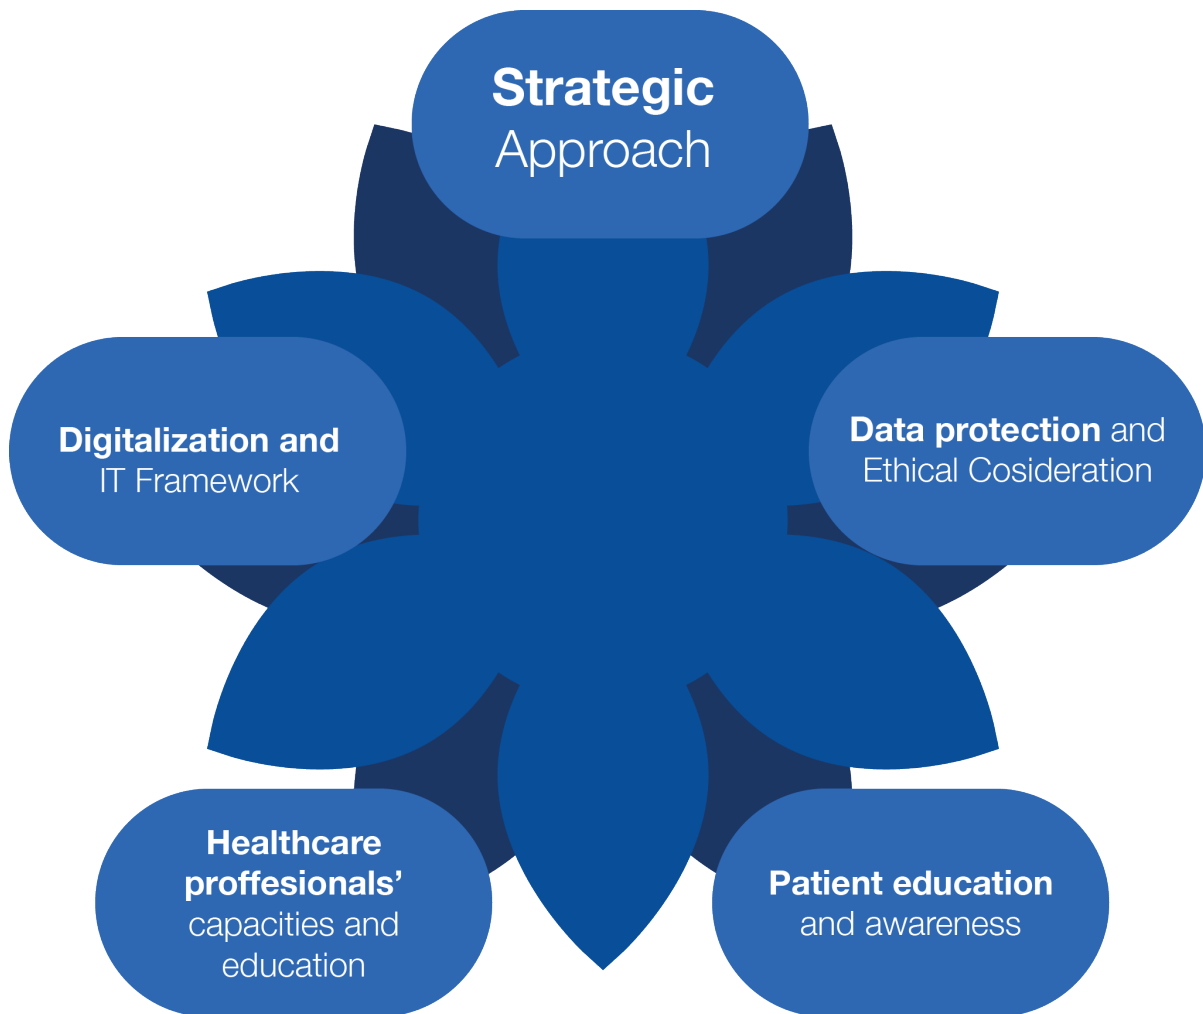 Strategic
Approach
Digitalization and
IT Framework
Data protection and
Ethical Cosideration
Healthcare
proffesionals’
capacities and
education
Patient education
and awareness